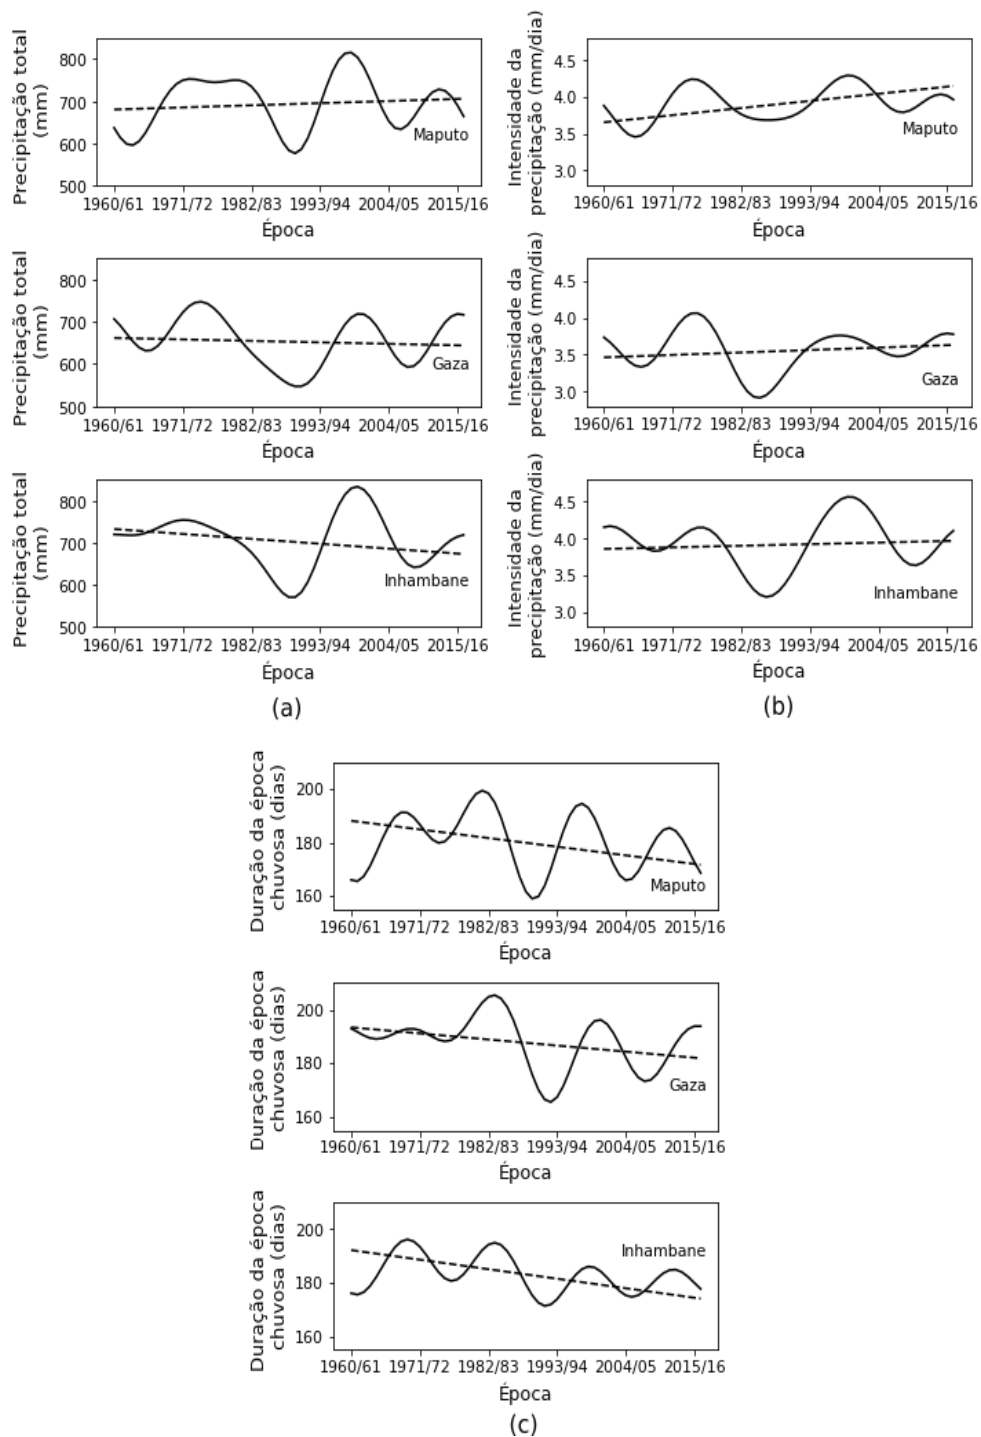 Precipitação total
(mm)
800
700
600
500
Maputo
1960/61 1971/72 1982/83 1993/94 2004/05 2015/16
Época
Intensidade da
precipitação (mm/dia)
4.5
4.0
3.5
3.0
Maputo
1960/61 1971/72 1982/83 1993/94 2004/05 2015/16
Época
Precipitação total
(mm)
800
700
600
500
Gaza
1960/61 1971/72 1982/83 1993/94 2004/05 2015/16
Época
Intensidade da
precipitação (mm/dia)
4.5
4.0
3.5
3.0
Gaza
1960/61 1971/72 1982/83 1993/94 2004/05 2015/16
Época
Precipitação total
(mm)
800
700
600
500
Inhambane
1960/61 1971/72 1982/83 1993/94 2004/05 2015/16
Época
(a)
Intensidade da
precipitação (mm/dia)
4.5
4.0
3.5
3.0
Inhambane
1960/61 1971/72 1982/83 1993/94 2004/05 2015/16
Época
(b)
Duração da época
chuvosa (dias)
200
180
160
Maputo
1960/61 1971/72 1982/83 1993/94 2004/05 2015/16
Época
Duração da época
chuvosa (dias)
200
180
160
Gaza
1960/61 1971/72 1982/83 1993/94 2004/05 2015/16
Época
Duração da época
chuvosa (dias)
200
180
160
Inhambane
1960/61 1971/72 1982/83 1993/94 2004/05 2015/16
Época
(c)